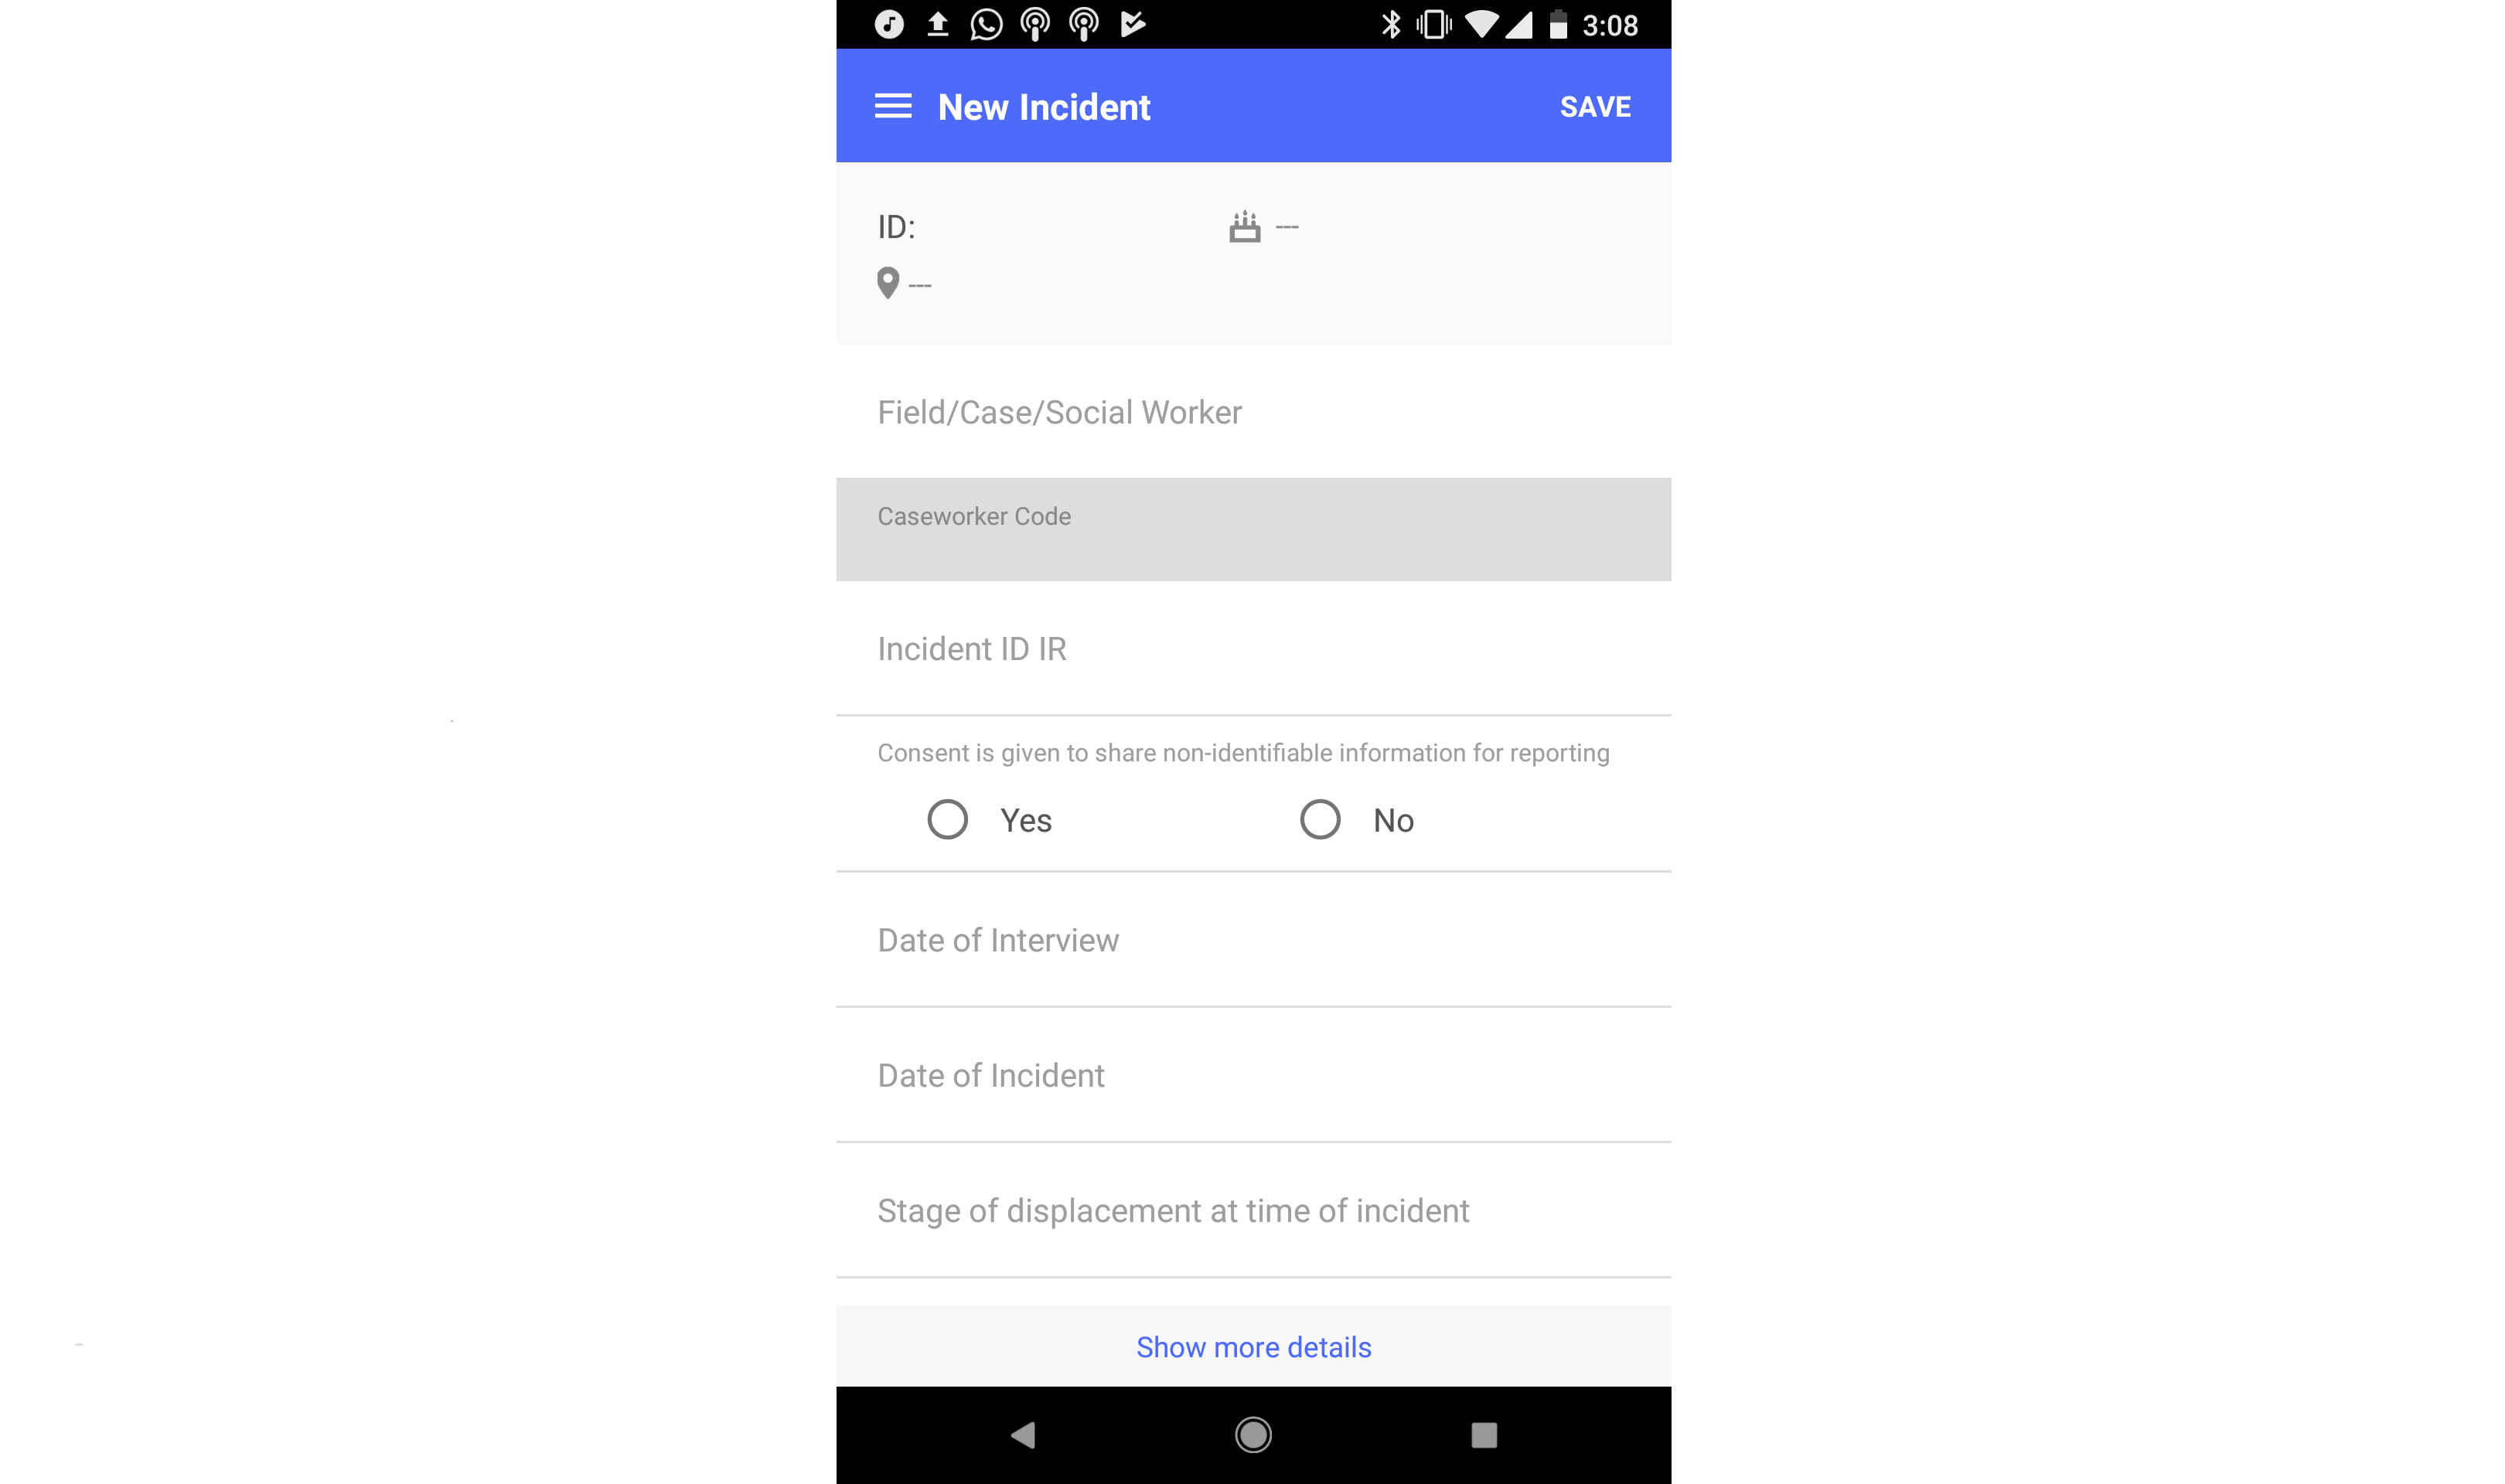 3:08
New Incident SAVE
ID: ---
---
Field/Case/Social Worker
Caseworker Code
Incident ID IR
Consent is given to share non-identifiable information for reporting
Yes No
Date of Interview
Date of Incident
Stage of displacement at time of incident
Show more details